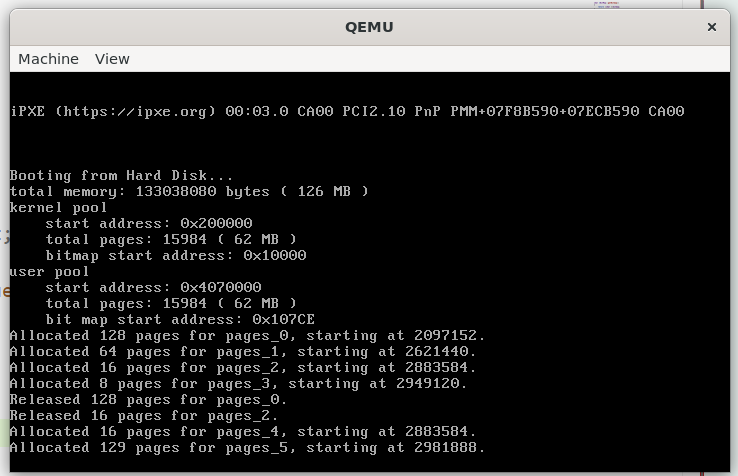 QEMU
Machine View
iPXE (https://ipxe.org) 00:03.0 CA00 PCI2.10 PnP PMM+07F8B590+07ECB590 CA00
Booting from Hard Disk...
total memory: 133038080 bytes ( 126 MB )
kernel pool
    start address: 0x200000
    total pages: 15984 ( 62 MB )
    bitmap start address: 0x10000
user pool
    start address: 0x4070000
    total pages: 15984 ( 62 MB )
    bit map start address: 0x107CE
Allocated 128 pages for pages_0, starting at 2097152.
Allocated 64 pages for pages_1, starting at 2621440.
Allocated 16 pages for pages_2, starting at 2883584.
Allocated 8 pages for pages_3, starting at 2949120.
Released 128 pages for pages_0.
Released 16 pages for pages_2.
Allocated 16 pages for pages_4, starting at 2883584.
Allocated 129 pages for pages_5, starting at 2981888.